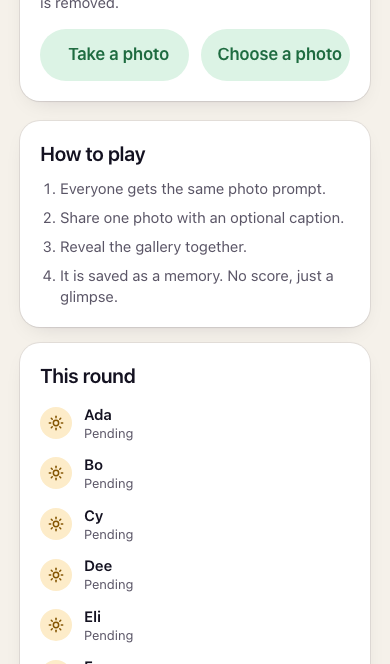 is removed.
Take a photo
Choose a photo
How to play
1. Everyone gets the same photo prompt.
2. Share one photo with an optional caption.
3. Reveal the gallery together.
4. It is saved as a memory. No score, just a
glimpse.
This round
Ada
Pending
Bo
Pending
Cy
Pending
Dee
Pending
Eli
Pending